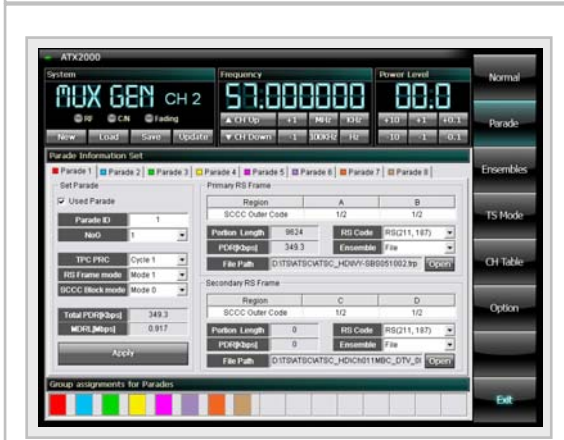 ATX2000
System
Frequency
Power Level
MUX GEN CH 2
57.000000
00.0
RF C/N Fading
▲ CH Up +1 MHz KHz
+10 +1 +0.1
New Load Save Update
▼ CH Down -1 100KHz Hz
-10 -1 -0.1
Normal
Parade
Ensembles
TS Mode
CH Table
Option
Exit
Parade Information Set
Parade 1 Parade 2 Parade 3 Parade 4 Parade 5 Parade 6 Parade 7 Parade 8
Set Parade
Used Parade
Parade ID 1
NoG 1
TPC PRC Cycle 1
RS Frame mode Mode 1
SCCC Block mode Mode 0
Total PDR[Kbps] 349.3
MDRL[Mbps] 0.917
Apply
Primary RS Frame
Region A B
SCCC Outer Code 1/2 1/2
Portion Length 9624 RS Code RS(211, 187)
PDR[Kbps] 349.3 Ensemble File
File Path Open
Secondary RS Frame
Region C D
SCCC Outer Code 1/2 1/2
Portion Length 0 RS Code RS(211, 187)
PDR[Kbps] 0 Ensemble File
File Path Open
Group assignments for Parades